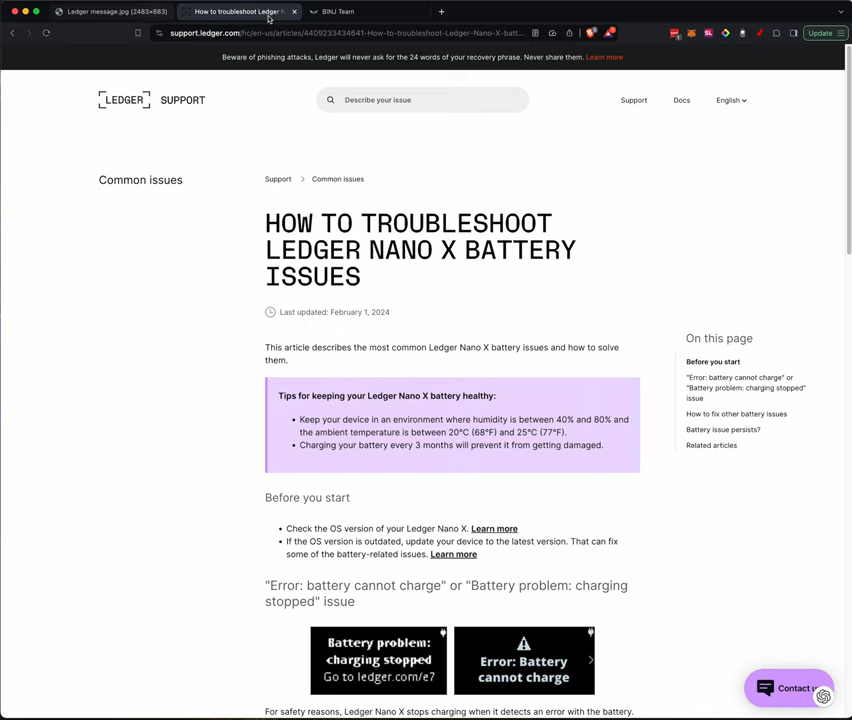 Ledger message.jpg (2483×683)
How to troubleshoot Ledger N
BINJ Team
support.ledger.com/hc/en-us/articles/4409233434641-How-to-troubleshoot-Ledger-Nano-X-batt...
Update
Beware of phishing attacks, Ledger will never ask for the 24 words of your recovery phrase. Never share them. Learn more
LEDGER SUPPORT
Describe your issue
Support
Docs
English
Common issues
Support > Common issues
HOW TO TROUBLESHOOT
LEDGER NANO X BATTERY
ISSUES
Last updated: February 1, 2024
This article describes the most common Ledger Nano X battery issues and how to solve
them.
Tips for keeping your Ledger Nano X battery healthy:
• Keep your device in an environment where humidity is between 40% and 80% and
the ambient temperature is between 20°C (68°F) and 25°C (77°F).
• Charging your battery every 3 months will prevent it from getting damaged.
Before you start
• Check the OS version of your Ledger Nano X. Learn more
• If the OS version is outdated, update your device to the latest version. That can fix
some of the battery-related issues. Learn more
"Error: battery cannot charge" or "Battery problem: charging
stopped" issue
Battery problem:
charging stopped
Go to ledger.com/e7
Error: Battery
cannot charge
For safety reasons, Ledger Nano X stops charging when it detects an error with the battery.
On this page
Before you start
"Error: battery cannot charge" or
"Battery problem: charging stopped"
issue
How to fix other battery issues
Battery issue persists?
Related articles
Contact